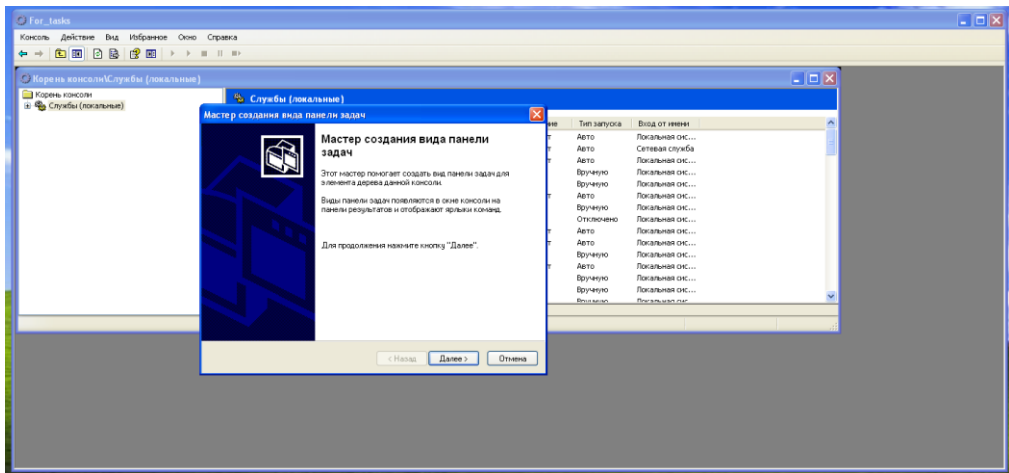 For_tasks
Консоль Действие Вид Избранное Окно Справка
Корень консоли\Службы (локальные)
Корень консоли
Службы (локальные)
Службы (локальные)
Мастер создания вида панели задач
Мастер создания вида панели
задач
Этот мастер помогает создать вид панели задач для
элемента дерева данной консоли.
Виды панели задач появляются в окне консоли на
панели результатов и отображают ярлыки команд.
Для продолжения нажмите кнопку "Далее".
< Назад Далее > Отмена
Тип запуска Вход от имени
Авто Локальная сис...
Авто Сетевая служба
Авто Локальная сис...
Вручную Локальная сис...
Вручную Локальная сис...
Авто Локальная сис...
Вручную Локальная сис...
Отключено Локальная сис...
Авто Локальная сис...
Авто Локальная сис...
Вручную Локальная сис...
Авто Локальная сис...
Вручную Локальная сис...
Вручную Локальная сис...
Вручную Локальная сис...